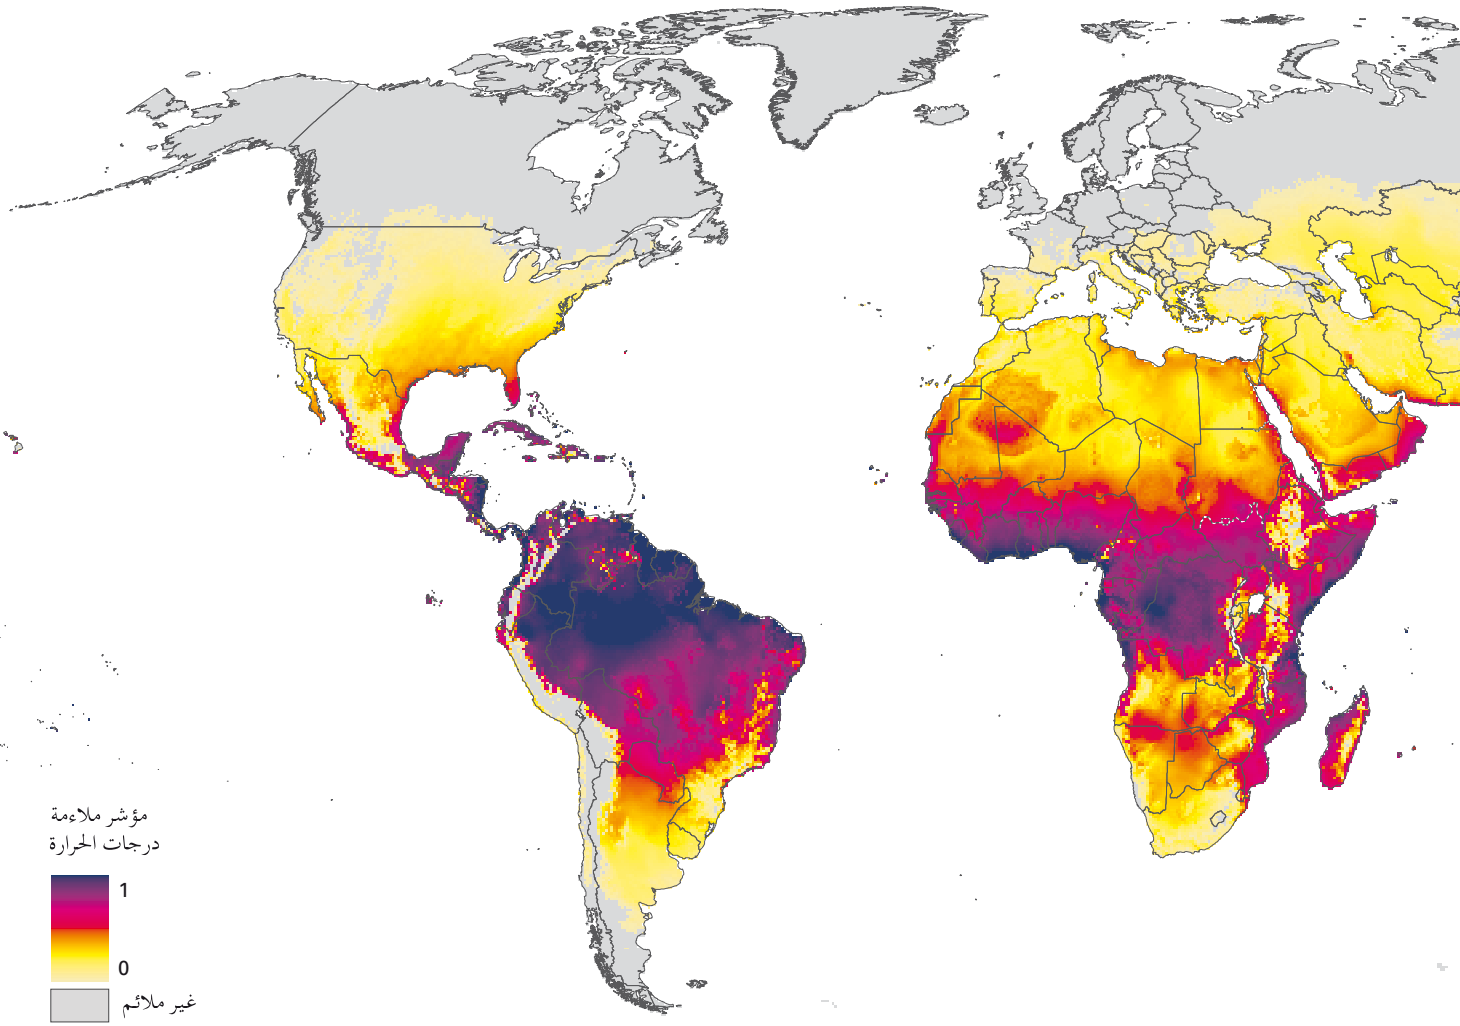 مؤشر ملاءمة
درجات الحرارة
1
0
غير ملائم